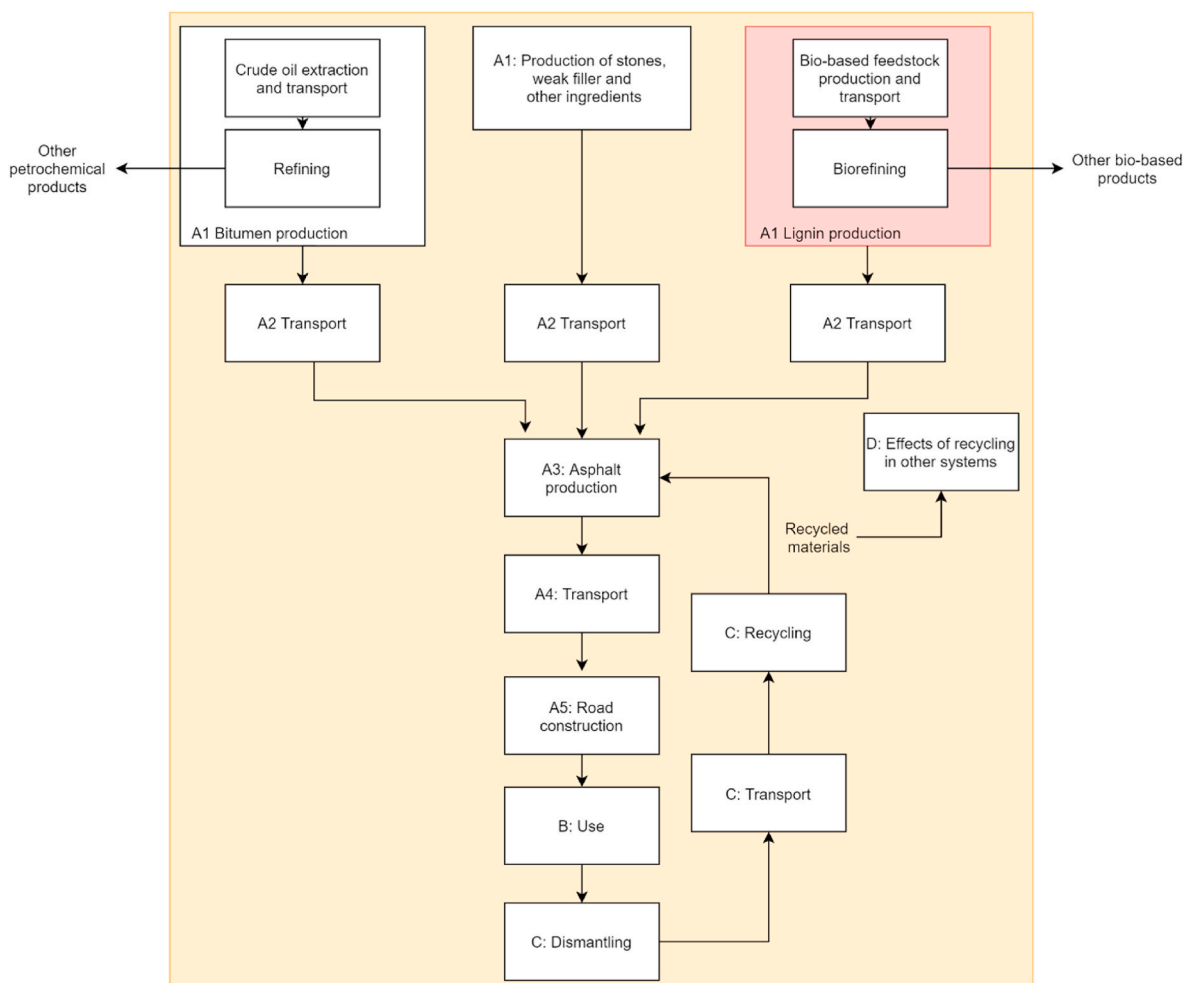 Crude oil extraction
and transport
Refining
A1 Bitumen production
Other
petrochemical
products
A1: Production of stones,
weak filler and
other ingredients
Bio-based feedstock
production and
transport
Biorefining
A1 Lignin production
Other bio-based
products
A2 Transport
A2 Transport
A2 Transport
A3: Asphalt
production
D: Effects of recycling
in other systems
Recycled
materials
A4: Transport
C: Recycling
A5: Road
construction
C: Transport
B: Use
C: Dismantling